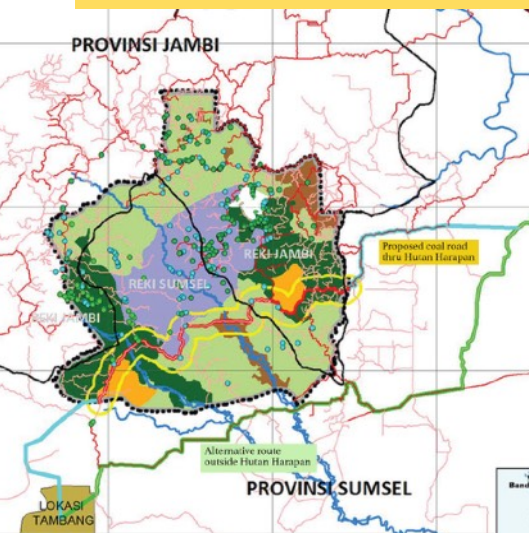 PROVINSI JAMBI
Proposed coal road
thru Hutan Harapan
REKI JAMBI
REKI SUMSEL
REKI JAMBI
Alternative route
outside Hutan Harapan
PROVINSI SUMSEL
LOKASI
TAMBANG